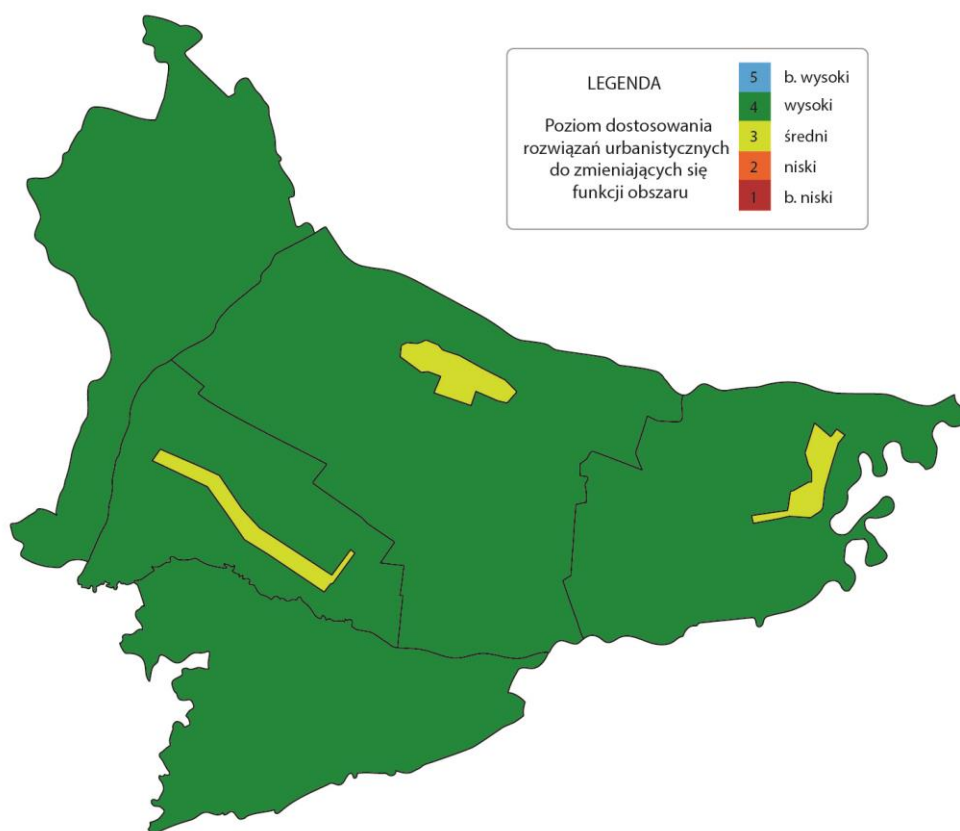 LEGENDA
Poziom dostosowania
rozwiązań urbanistycznych
do zmieniających się
funkcji obszaru
5 b. wysoki
4 wysoki
3 średni
2 niski
1 b. niski